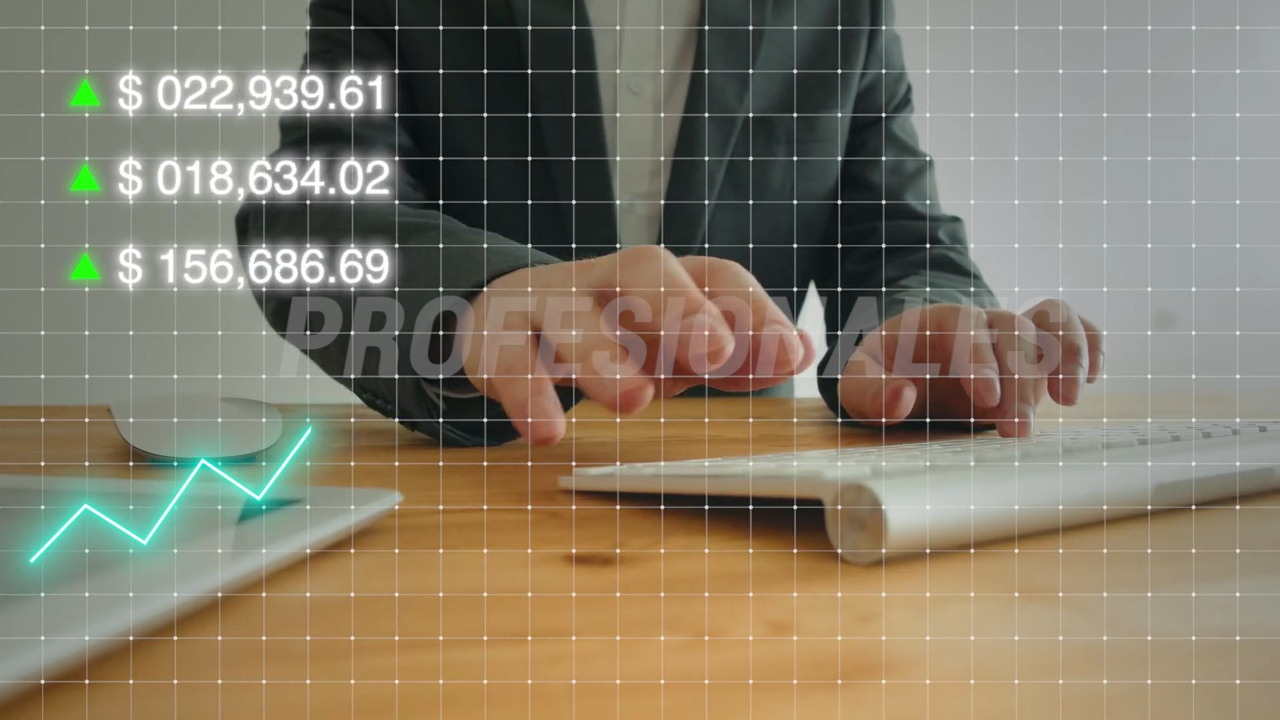 $ 022,939.61
$ 018,634.02
$ 156,686.69
PROFESIONALES